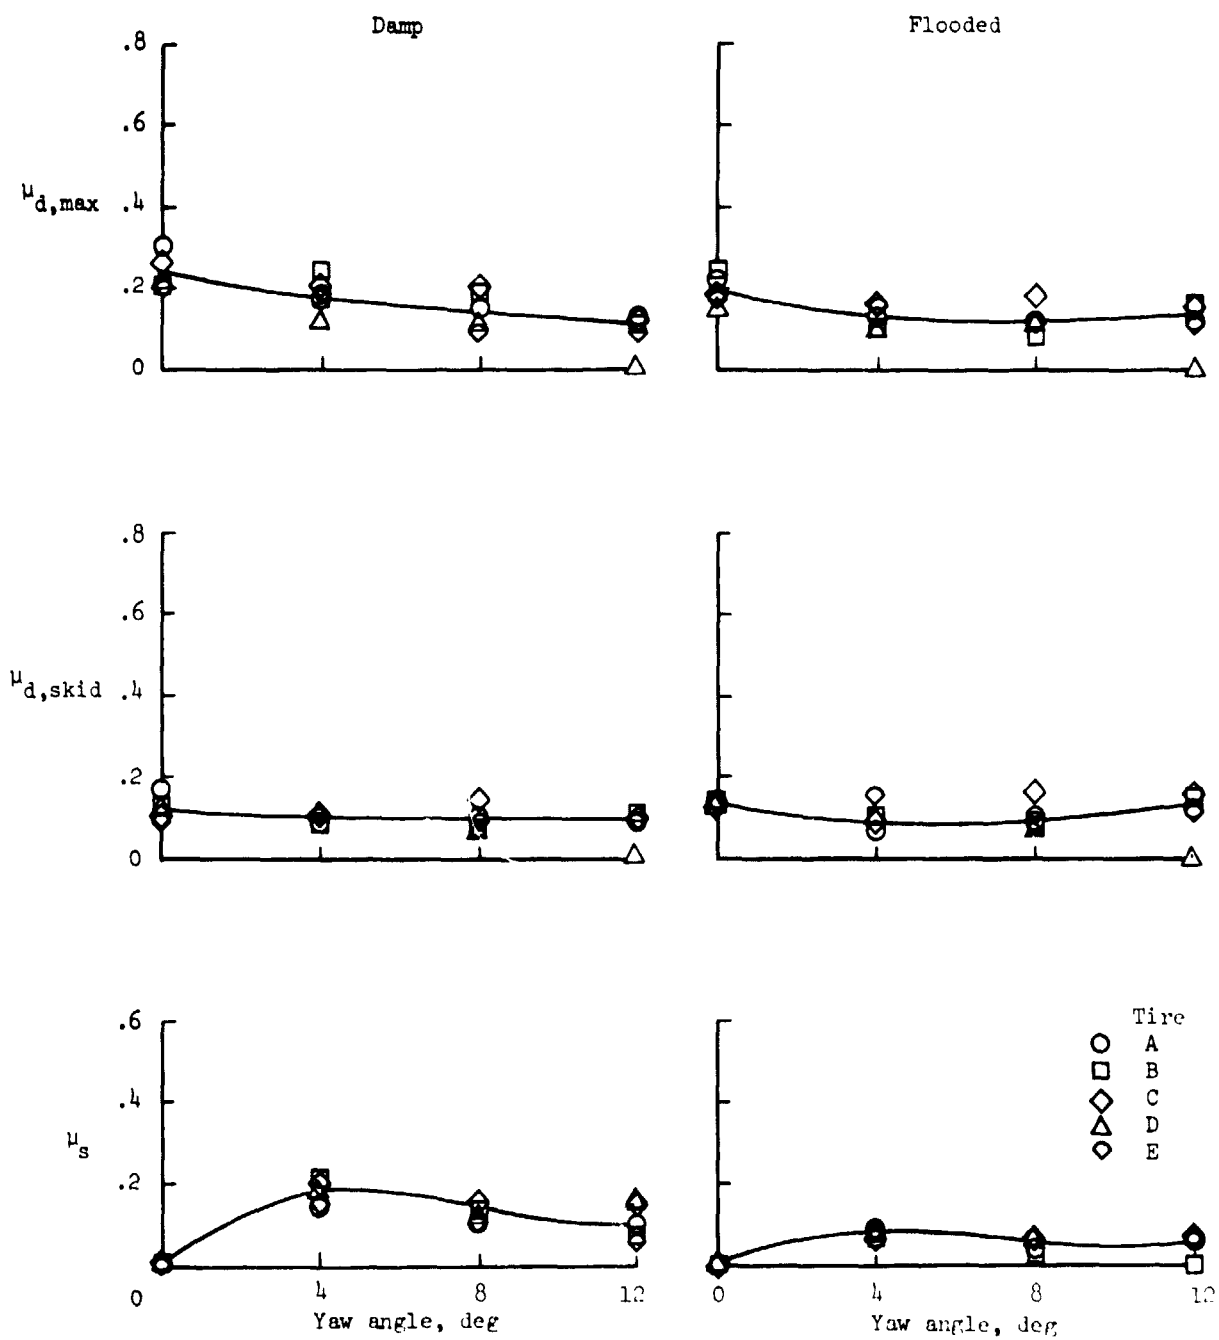 Damp
Flooded
.8
.6
μd,max .4
.2
0
.8
.6
μd,skid .4
.2
0
.6
.4
μs
.2
0 4 8 12
Yaw angle, deg
0 4 8 12
Yaw angle, deg
Tire
A
B
C
D
E